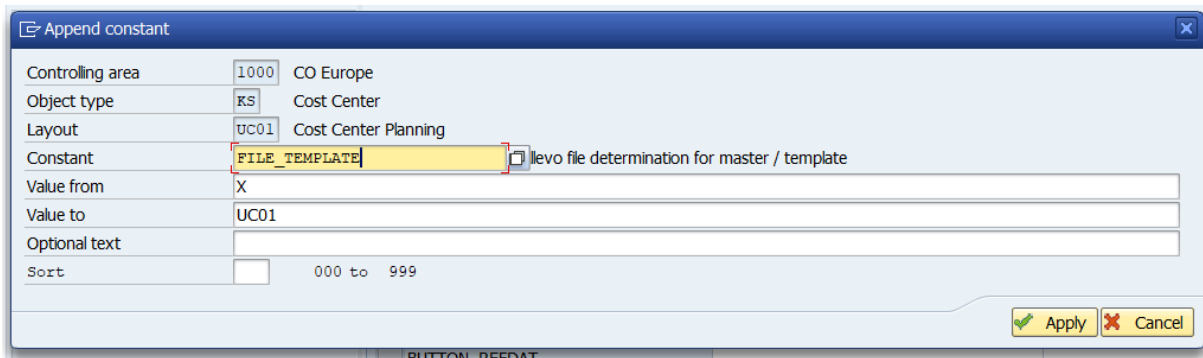 Append constant
Controlling area 1000 CO Europe
Object type KS Cost Center
Layout UC01 Cost Center Planning
Constant FILE_TEMPLATE llevo file determination for master / template
Value from X
Value to UC01
Optional text
Sort 000 to 999
Apply Cancel